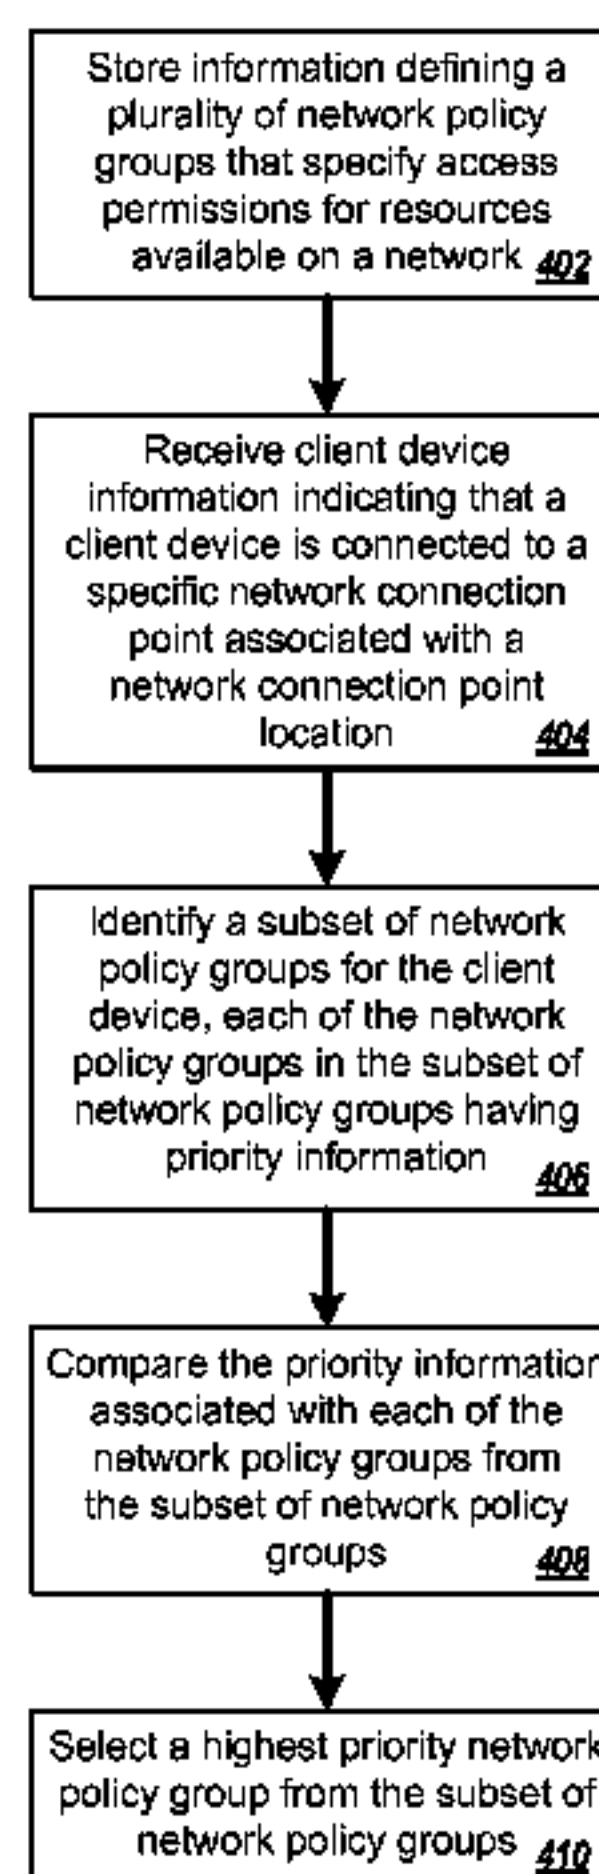 Store information defining a
plurality of network policy
groups that specify access
permissions for resources
available on a network 402
Receive client device
information indicating that a
client device is connected to a
specific network connection
point associated with a
network connection point
location 404
Identify a subset of network
policy groups for the client
device, each of the network
policy groups in the subset of
network policy groups having
priority information 406
Compare the priority information
associated with each of the
network policy groups from
the subset of network policy
groups 408
Select a highest priority network
policy group from the subset of
network policy groups 410